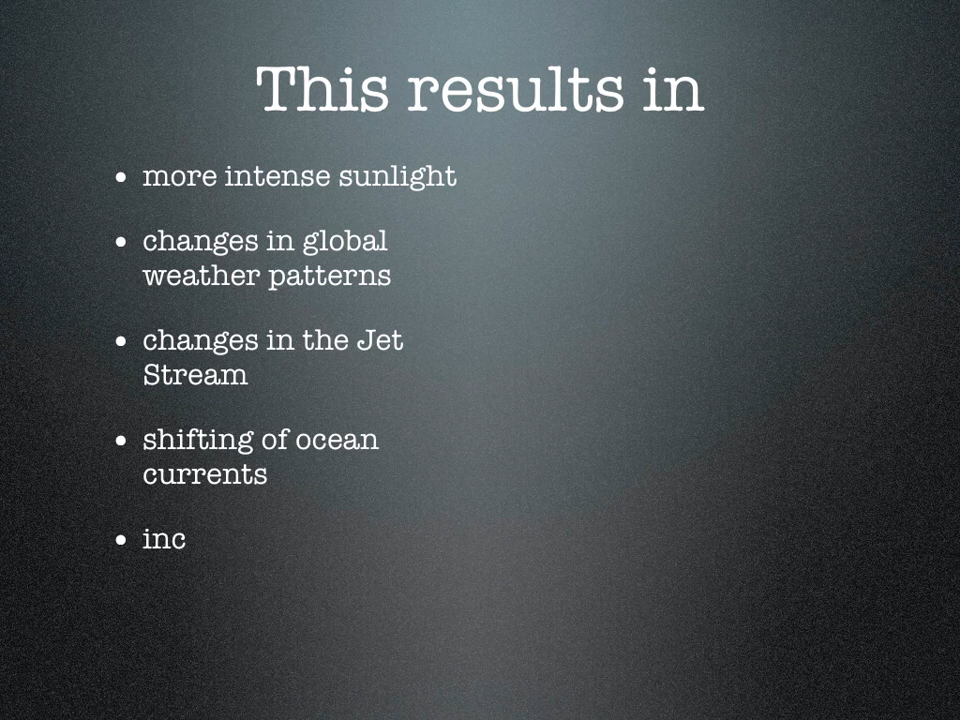 This results in
• more intense sunlight
• changes in global
weather patterns
• changes in the Jet
Stream
• shifting of ocean
currents
• inc